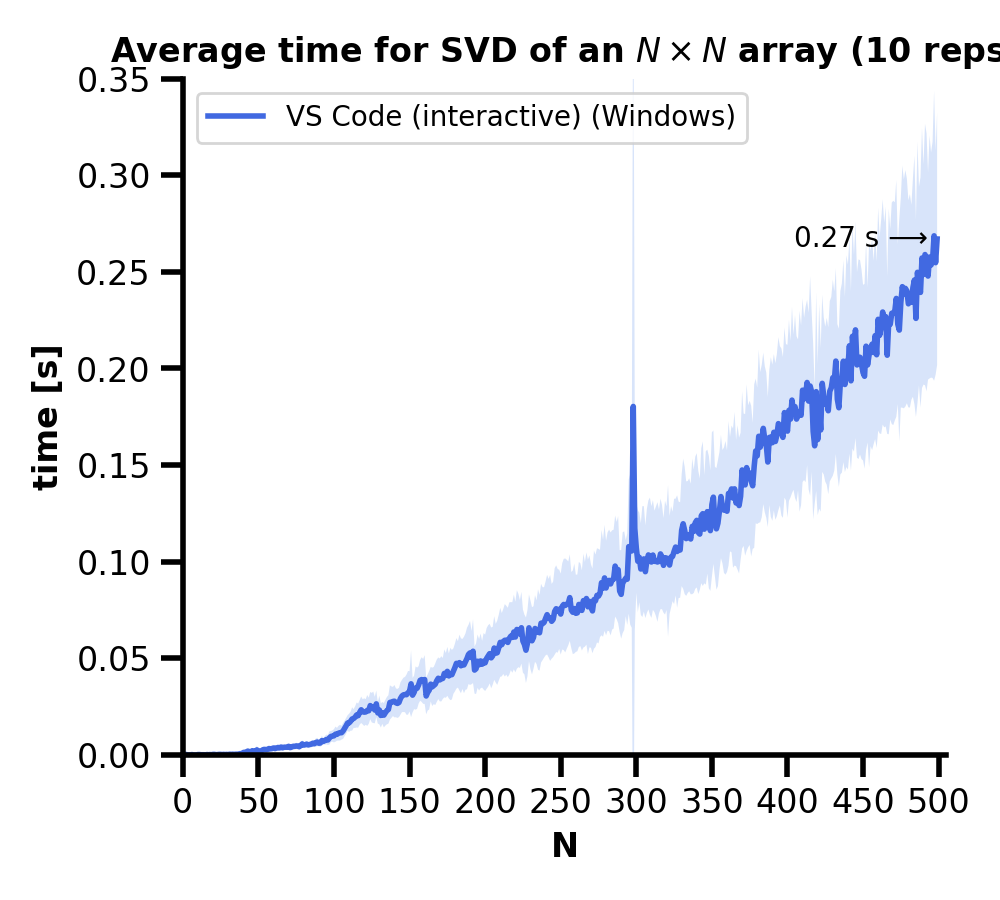 Average time for SVD of an N × N array (10 reps
0.35
VS Code (interactive) (Windows)
0.30
0.27 s
0.25
0.20
time [s]
0.15
0.10
0.05
0.00
0 50 100 150 200 250 300 350 400 450 500
N